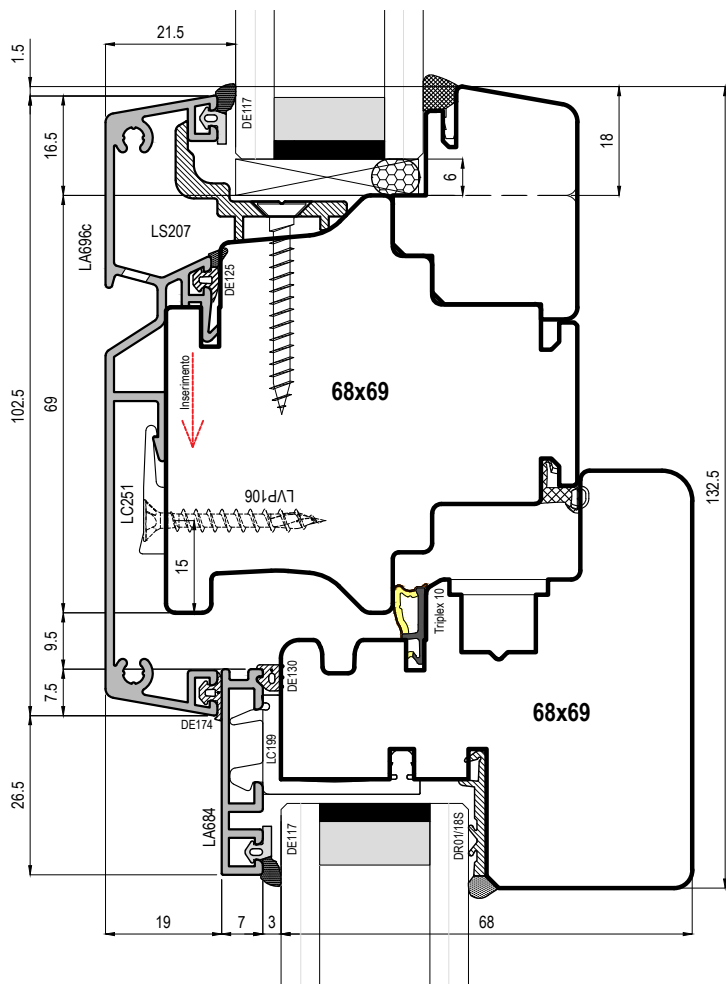 21.5
1.5
DE117
16.5
18
6
LA696c
LS207
DE125
68x69
Inserimento
102.5
69
132.5
LC251
LVP106
15
Triplex 10
9.5
DE130
7.5
DE174
68x69
LC199
26.5
LA684
DE117
DR01/18S
19
7
3
68